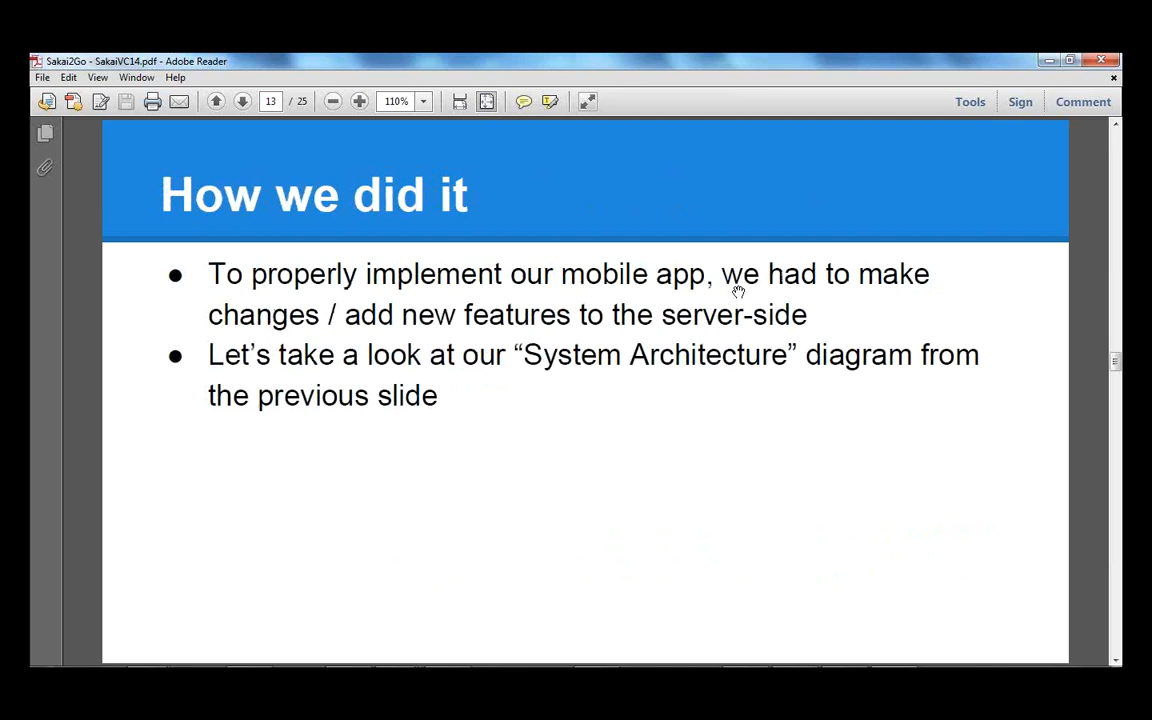 Sakai2Go - SakaiVC14.pdf - Adobe Reader
File Edit View Window Help
13 / 25 110% Tools Sign Comment
How we did it
● To properly implement our mobile app, we had to make
changes / add new features to the server-side
● Let’s take a look at our “System Architecture” diagram from
the previous slide